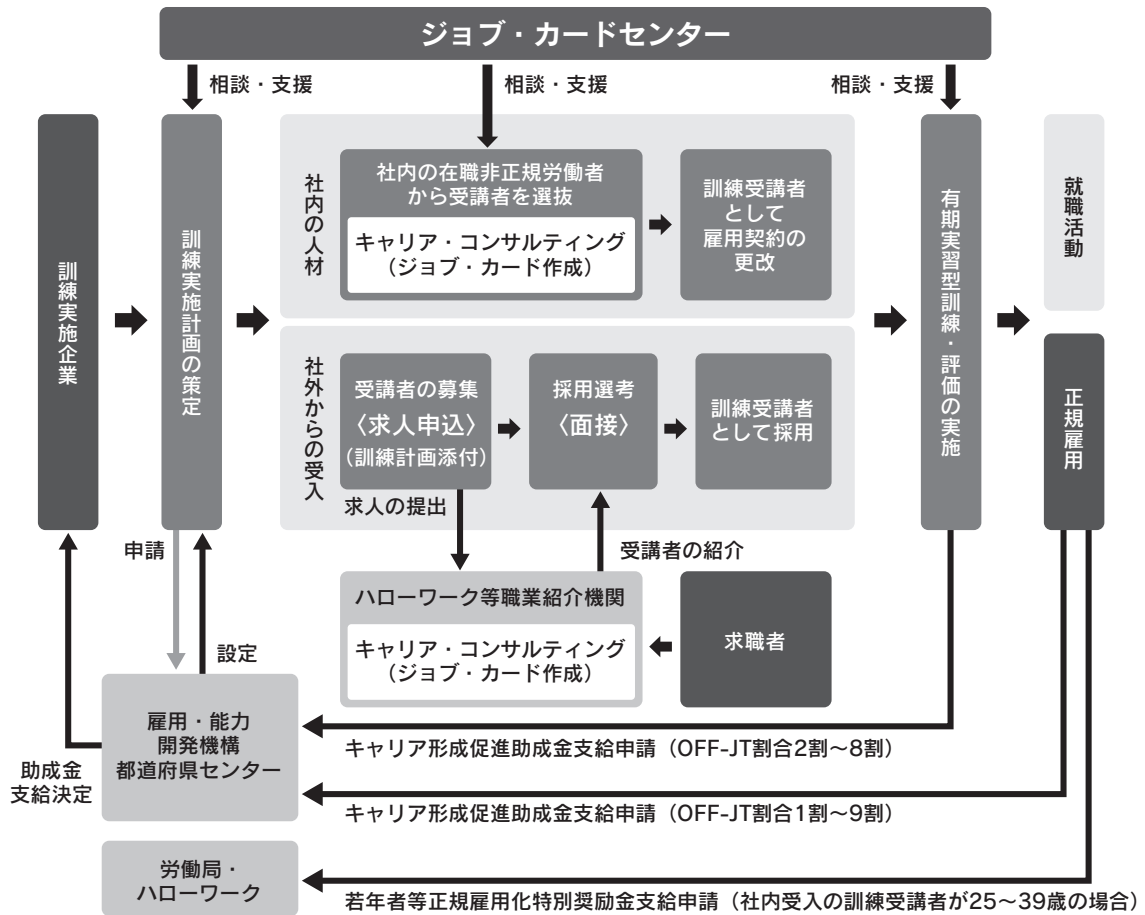 ジョブ・カードセンター
相談・支援
相談・支援
相談・支援
訓練実施企業
訓練実施計画の策定
社内の人材
社内の在職非正規労働者
から受講者を選抜
キャリア・コンサルティング
(ジョブ・カード作成)
訓練受講者
として
雇用契約の
更改
社外からの受入
受講者の募集
〈求人申込〉
(訓練計画添付)
採用選考
〈面接〉
訓練受講者
として採用
有期実習型訓練・評価の実施
就職活動
正規雇用
求人の提出
受講者の紹介
申請
設定
ハローワーク等職業紹介機関
キャリア・コンサルティング
(ジョブ・カード作成)
求職者
雇用・能力
開発機構
都道府県センター
助成金
支給決定
キャリア形成促進助成金支給申請(OFF-JT割合2割〜8割)
キャリア形成促進助成金支給申請(OFF-JT割合1割〜9割)
労働局・
ハローワーク
若年者等正規雇用化特別奨励金支給申請(社内受入の訓練受講者が25〜39歳の場合)